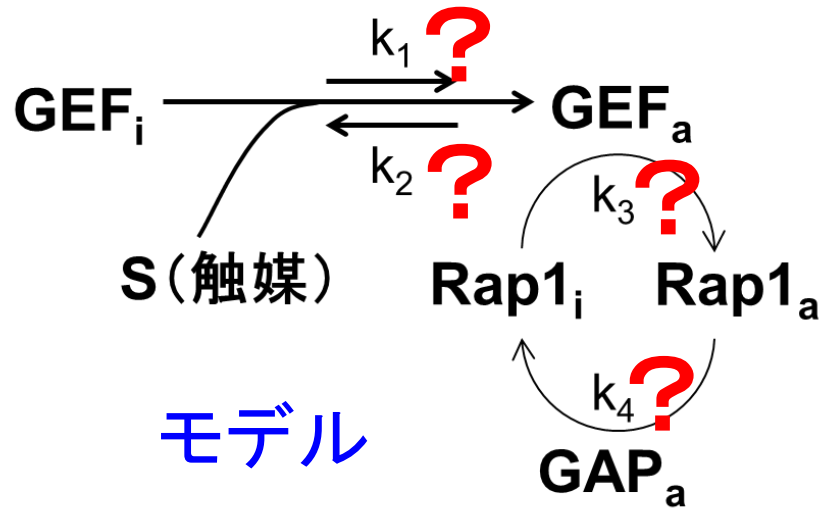 k1?
GEFi
GEFa
k2?
k3?
S(触媒)
Rap1i
Rap1a
k4?
モデル
GAPa